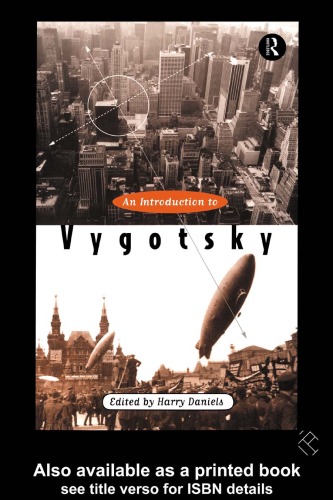 An Introduction to
Vygotsky
Edited by Harry Daniels
Also available as a printed book
see title verso for ISBN details